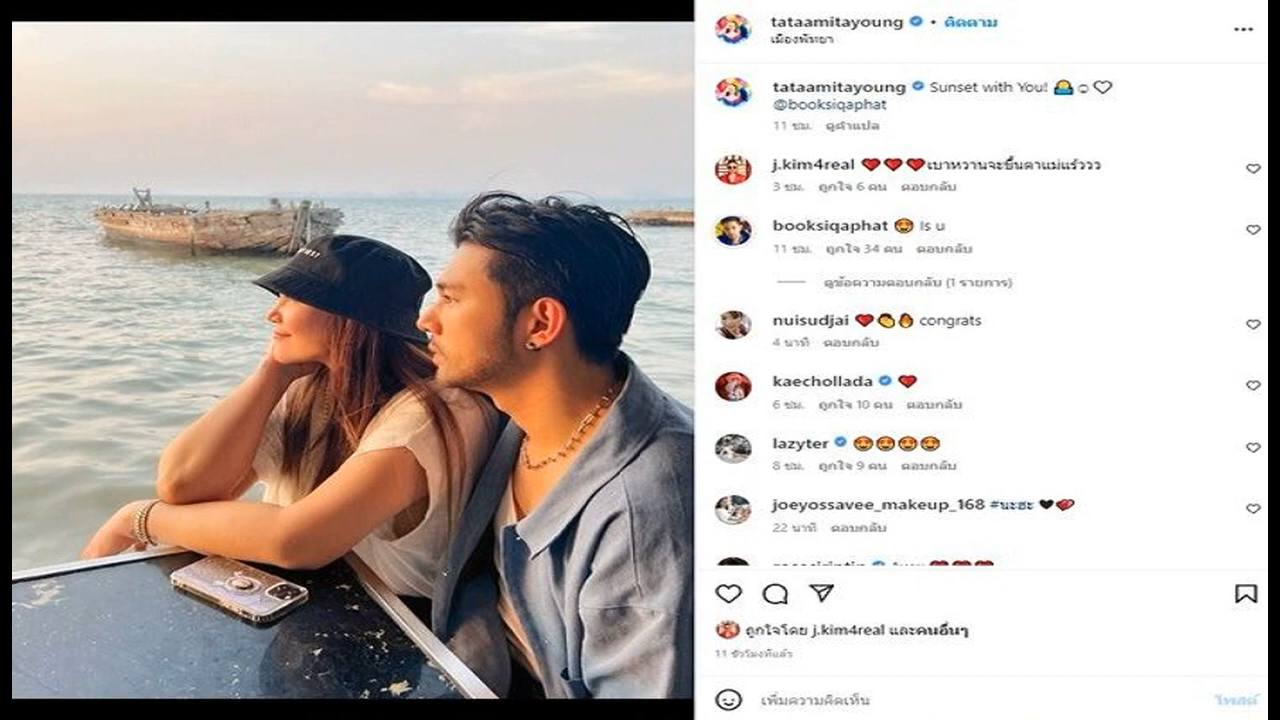 tataamitayoung • ติดตาม
เมืองพัทยา
tataamitayoung Sunset with You!
@booksiqaphat
11 ชม. ดูคำแปล
j.kim4real ❤❤❤เบาหวานจะขึ้นตาแม่แร้ววว
3 ชม. ถูกใจ 6 คน ตอบกลับ
booksiqaphat 😍 Is u
11 ชม. ถูกใจ 34 คน ตอบกลับ
ดูข้อความตอบกลับ (1 รายการ)
nuisudjai ❤👏🔥 congrats
4 นาที ตอบกลับ
kaechollada ❤
6 ชม. ถูกใจ 10 คน ตอบกลับ
lazyter 😍😍😍😍
8 ชม. ถูกใจ 9 คน ตอบกลับ
joeyossavee_makeup_168 #นะฮะ
22 นาที ตอบกลับ
ถูกใจโดย j.kim4real และคนอื่นๆ
11 ชั่วโมงที่แล้ว
เพิ่มความคิดเห็น
โพสต์